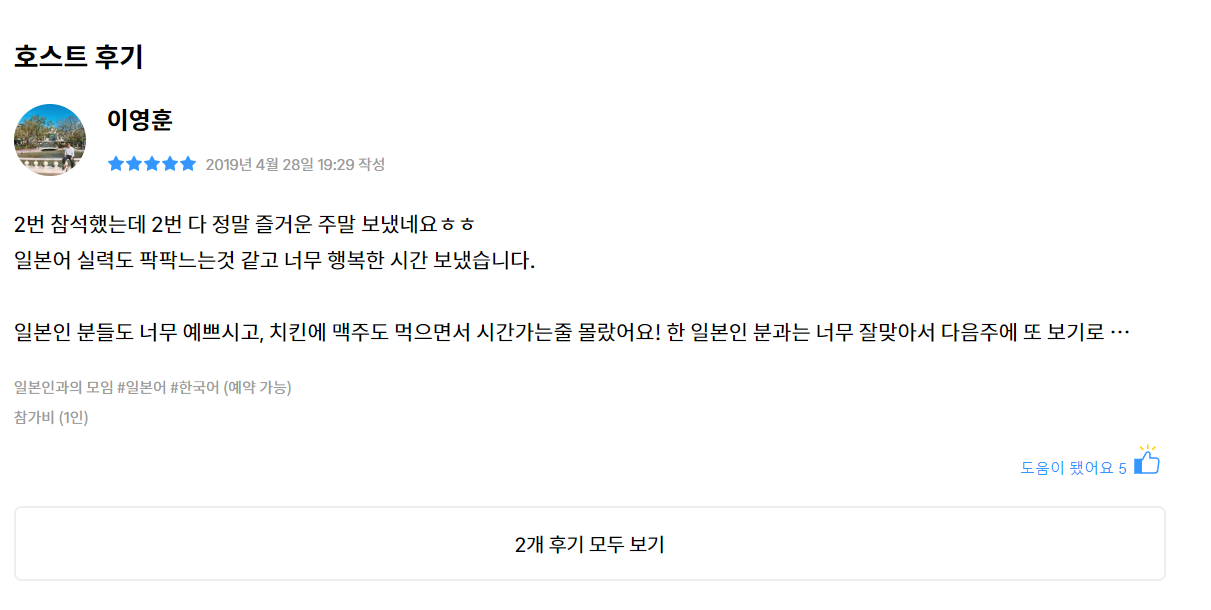 호스트 후기
이영훈
2019년 4월 28일 19:29 작성
2번 참석했는데 2번 다 정말 즐거운 주말 보냈네요ㅎㅎ
일본어 실력도 팍팍느는것 같고 너무 행복한 시간 보냈습니다.
일본인 분들도 너무 예쁘시고, 치킨에 맥주도 먹으면서 시간가는줄 몰랐어요! 한 일본인 분과는 너무 잘맞아서 다음주에 또 보기로 …
일본인과의 모임 #일본어 #한국어 (예약 가능)
참가비 (1인)
도움이 됐어요 5
2개 후기 모두 보기